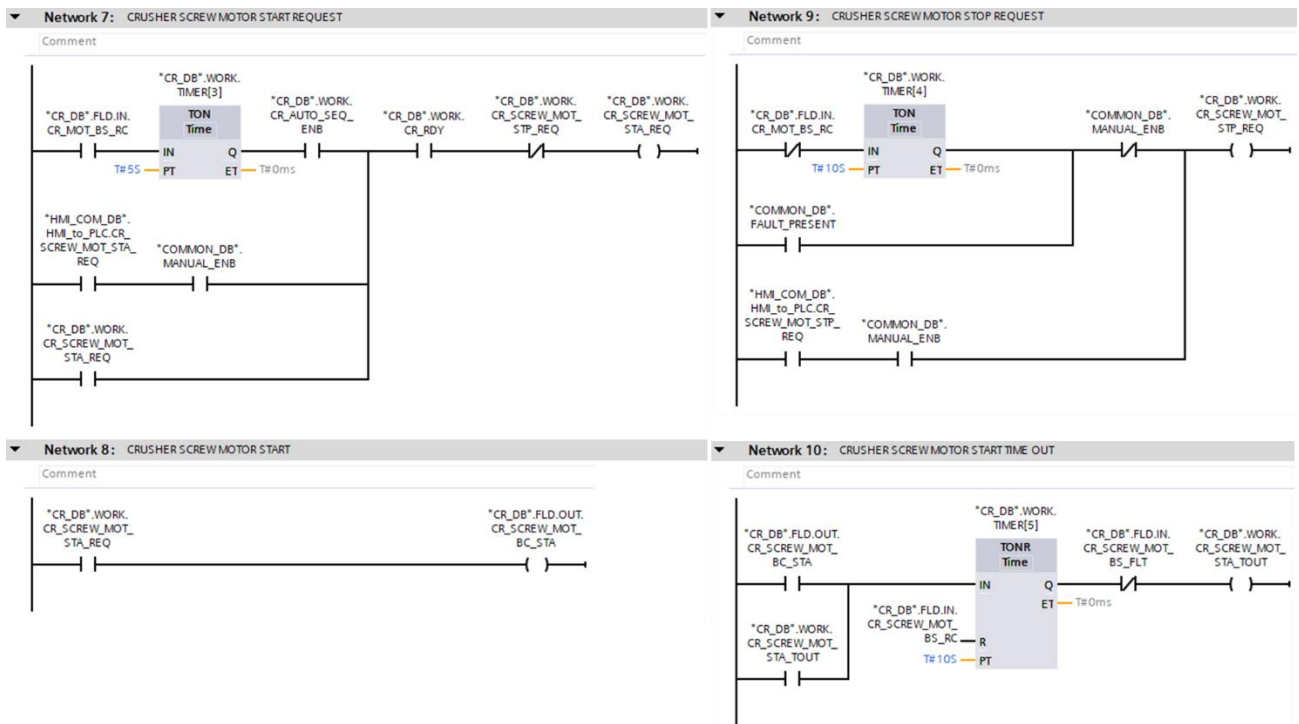 Network 7: CRUSHER SCREW MOTOR START REQUEST
Comment
"CR_DB".WORK.
TIMER[3]
"CR_DB".FLD.IN.
CR_MOT_BS_RC
TON
Time
IN
Q
T#5S
PT
ET
T#0ms
"CR_DB".WORK.
CR_AUTO_SEQ_
ENB
"CR_DB".WORK.
CR_RDY
"CR_DB".WORK.
CR_SCREW_MOT_
STP_REQ
"CR_DB".WORK.
CR_SCREW_MOT_
STA_REQ
"HMI_COM_DB".
HMI_to_PLC.CR_
SCREW_MOT_STA_
REQ
"COMMON_DB".
MANUAL_ENB
"CR_DB".WORK.
CR_SCREW_MOT_
STA_REQ
Network 8: CRUSHER SCREW MOTOR START
Comment
"CR_DB".WORK.
CR_SCREW_MOT_
STA_REQ
"CR_DB".FLD.OUT.
CR_SCREW_MOT_
BC_STA
Network 9: CRUSHER SCREW MOTOR STOP REQUEST
Comment
"CR_DB".WORK.
TIMER[4]
"CR_DB".FLD.IN.
CR_MOT_BS_RC
TON
Time
IN
Q
T#10S
PT
ET
T#0ms
"COMMON_DB".
MANUAL_ENB
"CR_DB".WORK.
CR_SCREW_MOT_
STP_REQ
"COMMON_DB".
FAULT_PRESENT
"HMI_COM_DB".
HMI_to_PLC.CR_
SCREW_MOT_STP_
REQ
"COMMON_DB".
MANUAL_ENB
Network 10: CRUSHER SCREW MOTOR START TIME OUT
Comment
"CR_DB".WORK.
TIMER[5]
"CR_DB".FLD.OUT.
CR_SCREW_MOT_
BC_STA
TONR
Time
IN
Q
ET
T#0ms
"CR_DB".FLD.IN.
CR_SCREW_MOT_
BS_RC
R
T#10S
PT
"CR_DB".FLD.IN.
CR_SCREW_MOT_
BS_FLT
"CR_DB".WORK.
CR_SCREW_MOT_
STA_TOUT
"CR_DB".WORK.
CR_SCREW_MOT_
STA_TOUT